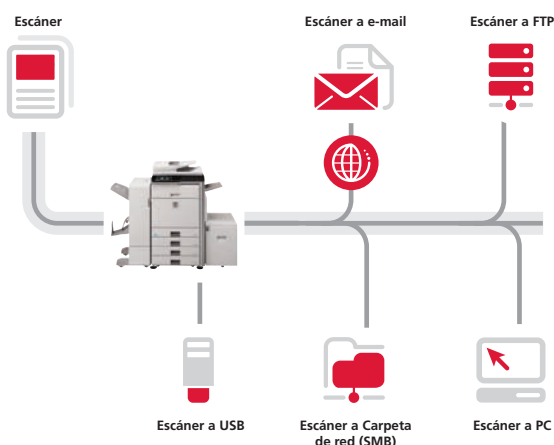 Escáner
Escáner a e-mail
Escáner a FTP
Escáner a USB
Escáner a Carpeta
de red (SMB)
Escáner a PC